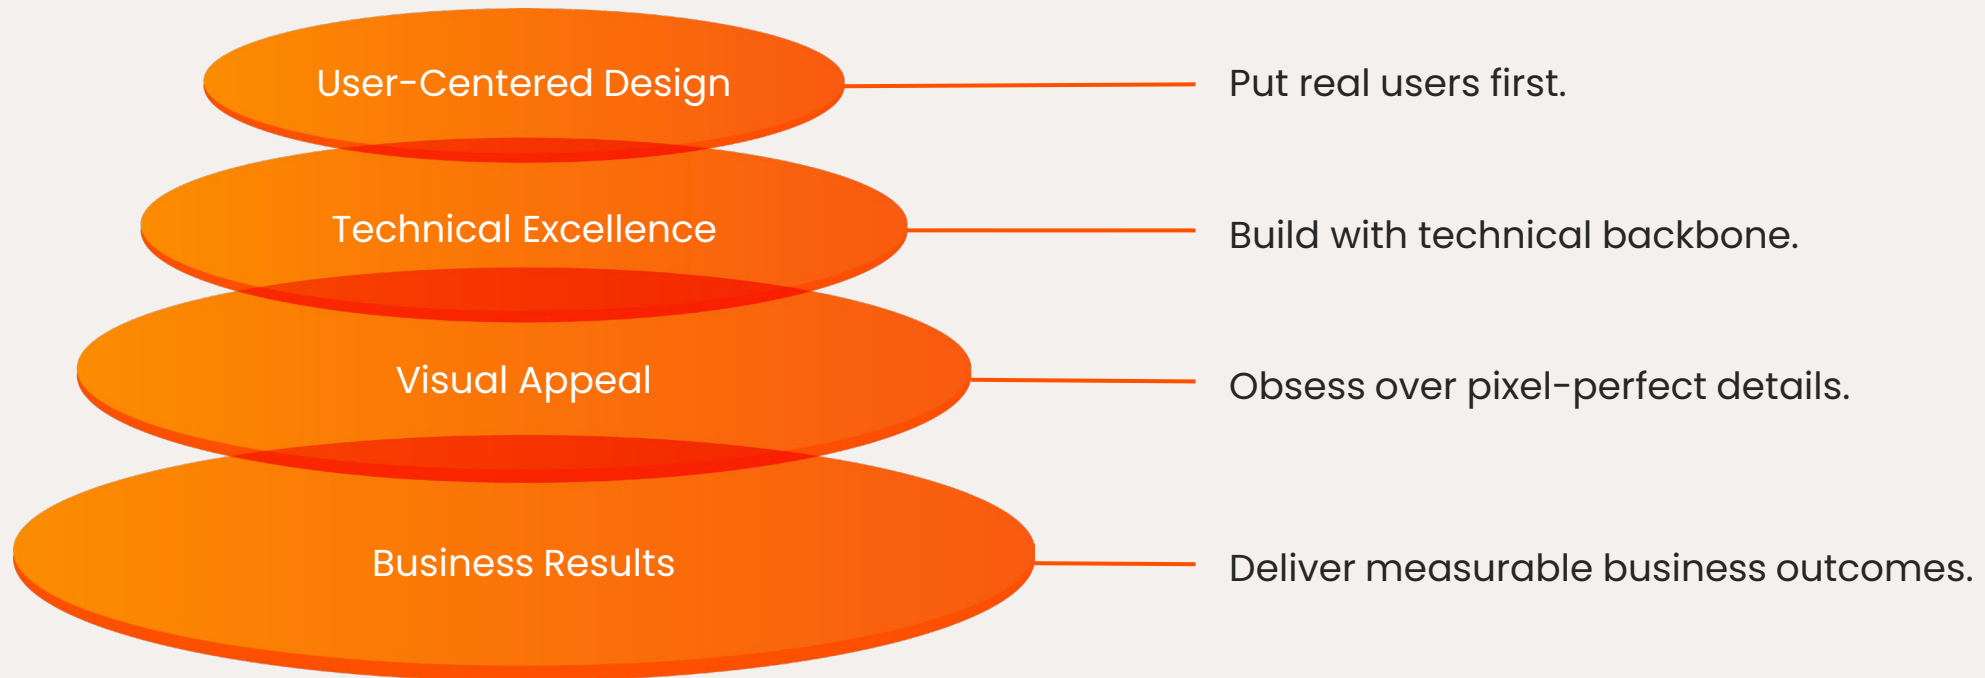 User-Centered Design
Put real users first.
Technical Excellence
Build with technical backbone.
Visual Appeal
Obsess over pixel-perfect details.
Business Results
Deliver measurable business outcomes.